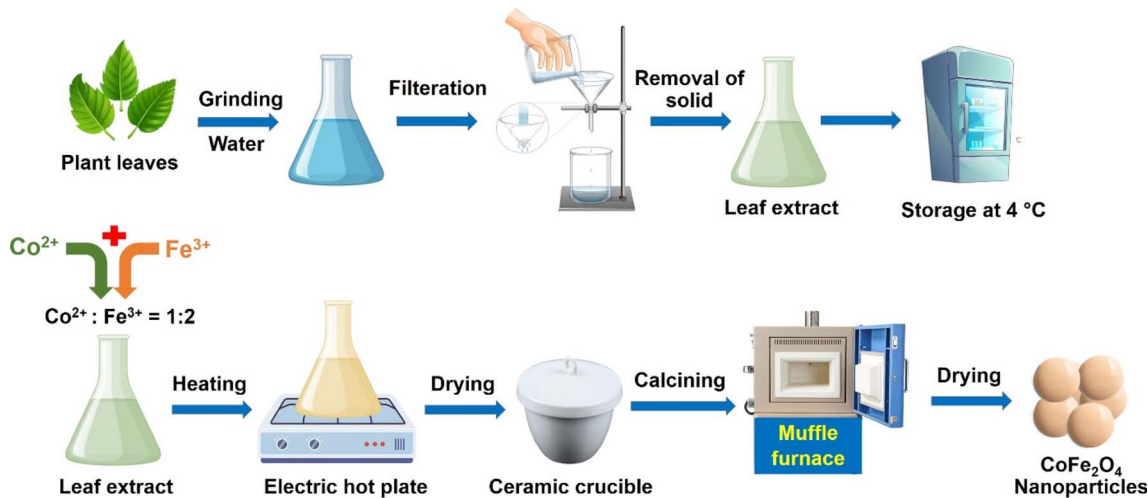 Grinding
Water
Plant leaves
Filteration
Removal of
solid
Leaf extract
Storage at 4 °C
Co²⁺
Fe³⁺
Co²⁺ : Fe³⁺ = 1:2
Leaf extract
Heating
Electric hot plate
Drying
Ceramic crucible
Calcining
Muffle
furnace
Drying
CoFe₂O₄
Nanoparticles